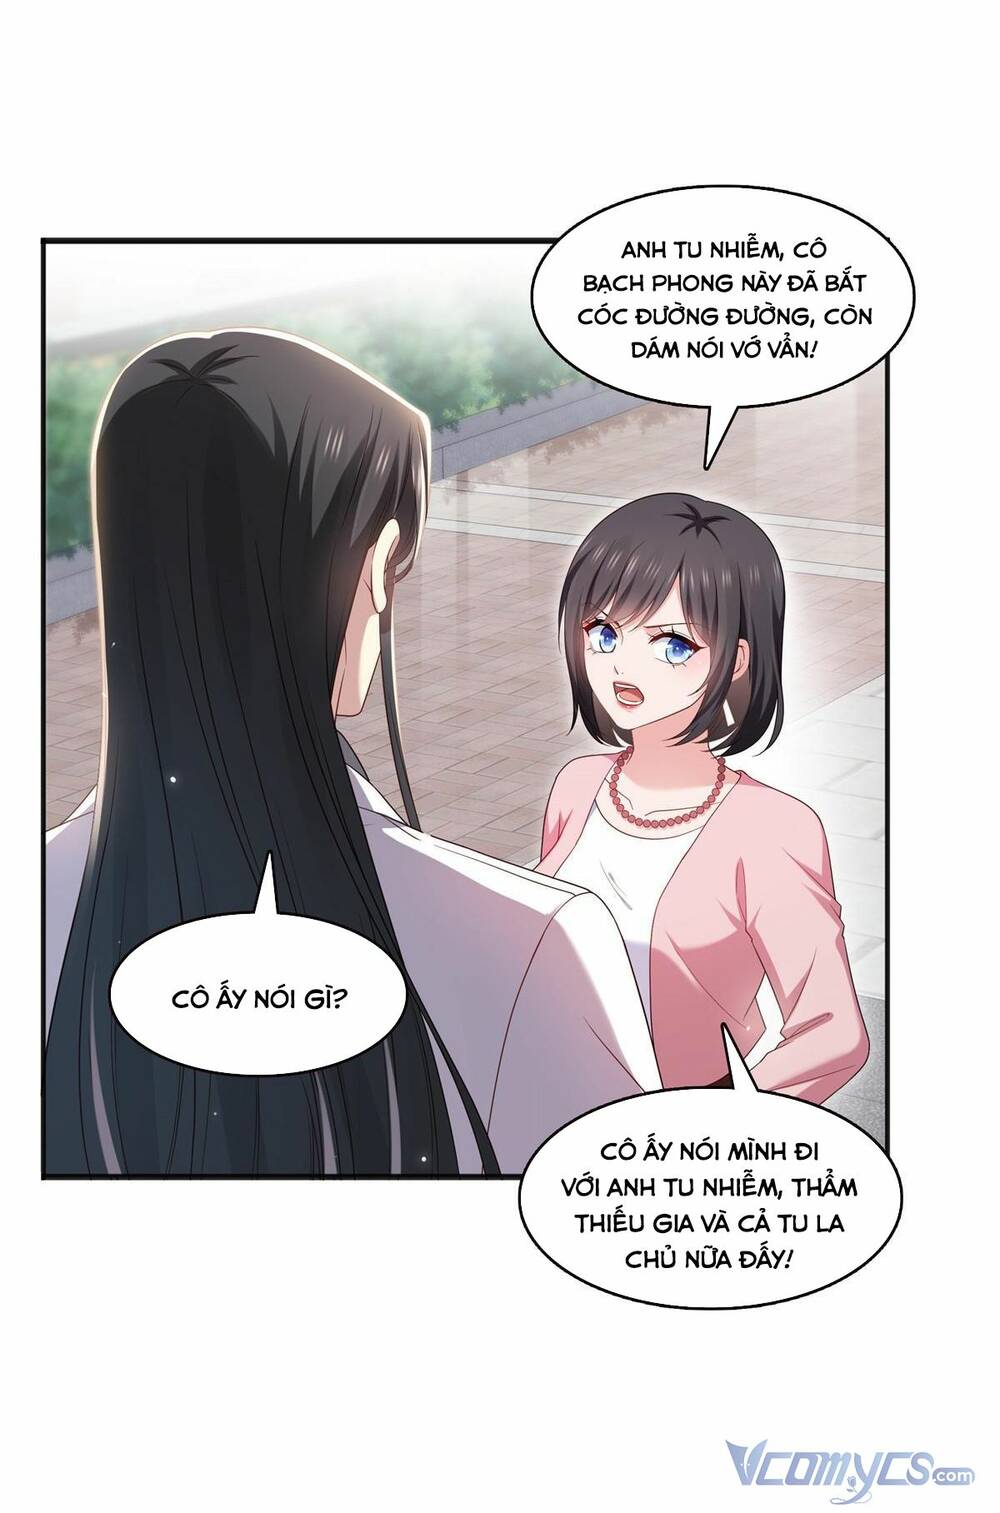 ANH TU NHIỄM, CÔ
BẠCH PHONG NÀY ĐÃ BẮT
CÓC ĐƯỜNG ĐƯỜNG, CÒN
DÁM NÓI VỚ VẨN!
CÔ ẤY NÓI GÌ?
CÔ ẤY NÓI MÌNH ĐI
VỚI ANH TU NHIỄM, THẨM
THIẾU GIA VÀ CẢ TU LA
CHỦ NỮA ĐẤY!
VCOMYCS.com